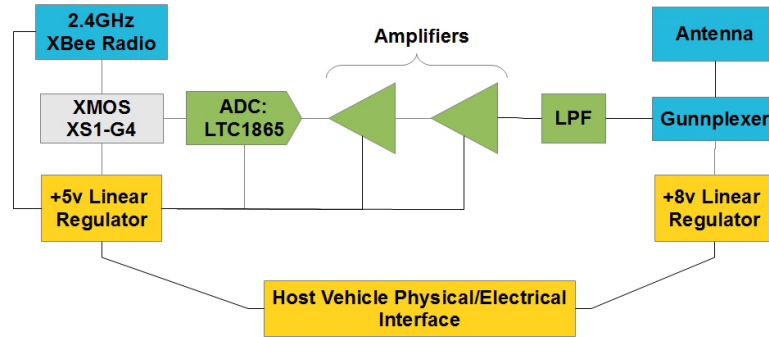 2.4GHz
XBee Radio
Amplifiers
Antenna
XMOS
XS1-G4
ADC:
LTC1865
LPF
Gunnplexer
+5v Linear
Regulator
+8v Linear
Regulator
Host Vehicle Physical/Electrical
Interface